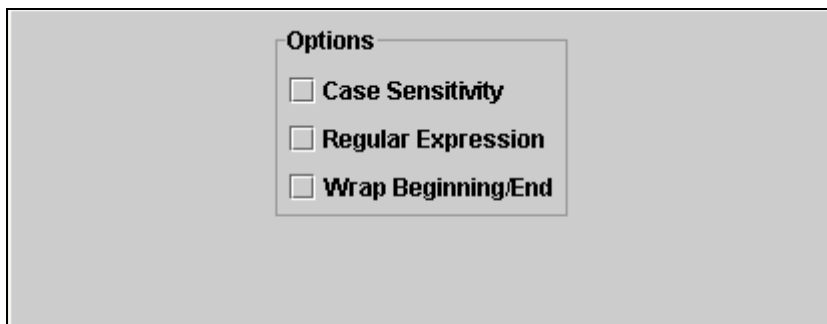 Options
Case Sensitivity
Regular Expression
Wrap Beginning/End